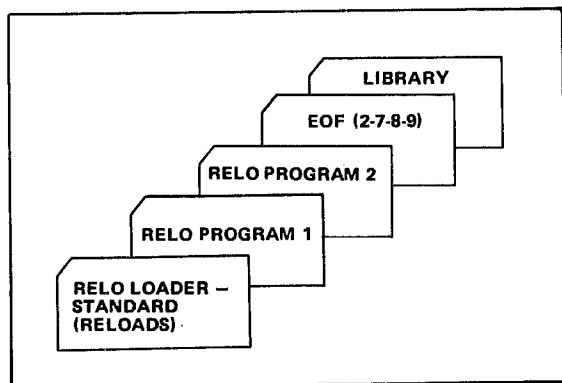 LIBRARY
EOF (2-7-8-9)
RELO PROGRAM 2
RELO PROGRAM 1
RELO LOADER —
STANDARD
(RELOADS)